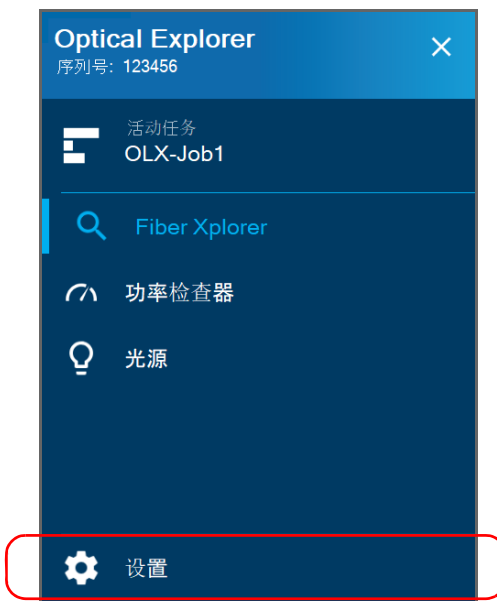 Optical Explorer
序列号: 123456
活动任务
OLX-Job1
Fiber Xplorer
功率检查器
光源
设置